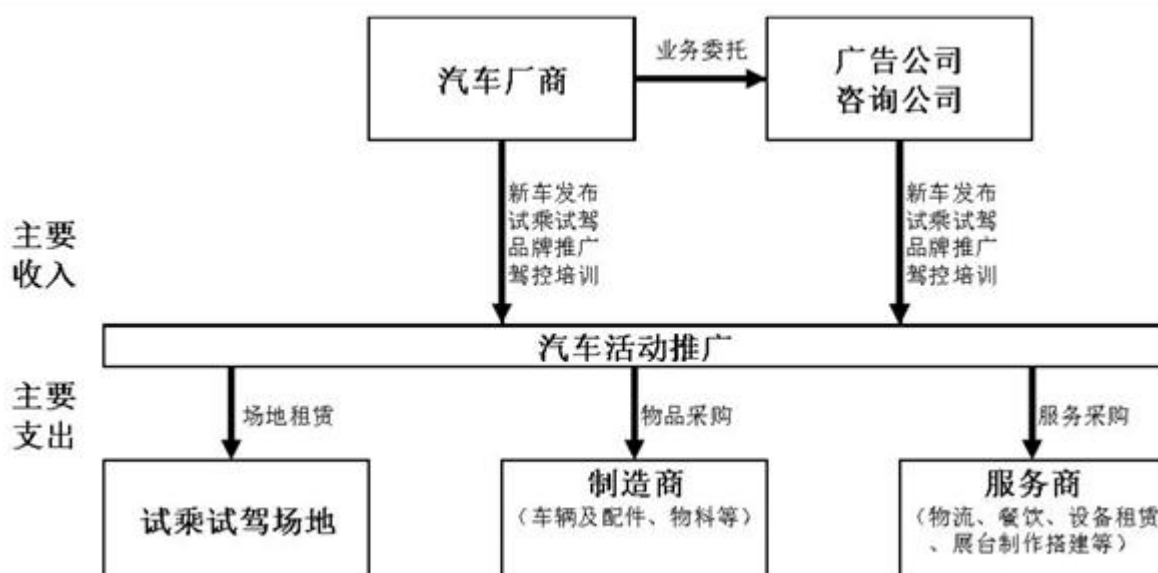 汽车厂商
业务委托
广告公司
咨询公司
新车发布
试乘试驾
品牌推广
驾控培训
新车发布
试乘试驾
品牌推广
驾控培训
主要
收入
汽车活动推广
主要
支出
场地租赁
物品采购
服务采购
试乘试驾场地
制造商
（车辆及配件、物料等）
服务商
（物流、餐饮、设备租赁
、展台制作搭建等）